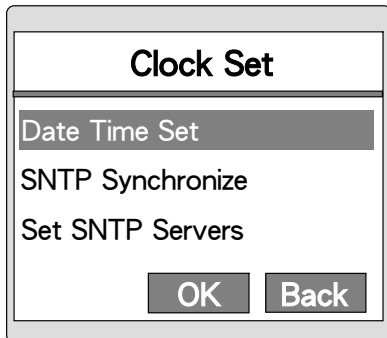 Clock Set
Date Time Set
SNTP Synchronize
Set SNTP Servers
OK Back